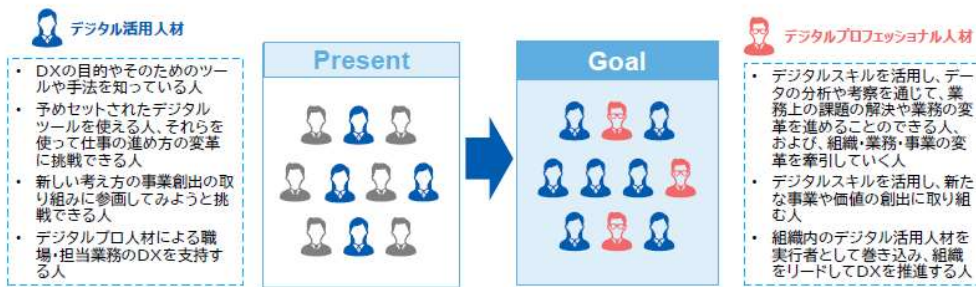 デジタル活用人材
・ DXの目的やそのためのツー
ルや手法を知っている人
・ 予めセットされたデジタル
ツールを使える人、それらを
使って仕事の進め方の変革
に挑戦できる人
・ 新しい考え方の事業創出の取
り組みに参画してみようと挑
戦できる人
・ デジタルプロ人材による職
場・担当業務のDXを支持す
る人
Present
Goal
デジタルプロフェッショナル人材
・ デジタルスキルを活用し、デー
タの分析や考察を通じて、業
務上の課題の解決や業務の変
革を進めることのできる人、
および、組織・業務・事業の変
革を牽引していく人
・ デジタルスキルを活用し、新た
な事業や価値の創出に取り組
む人
・ 組織内のデジタル活用人材を
実行者として巻き込み、組織
をリードしてDXを推進する人